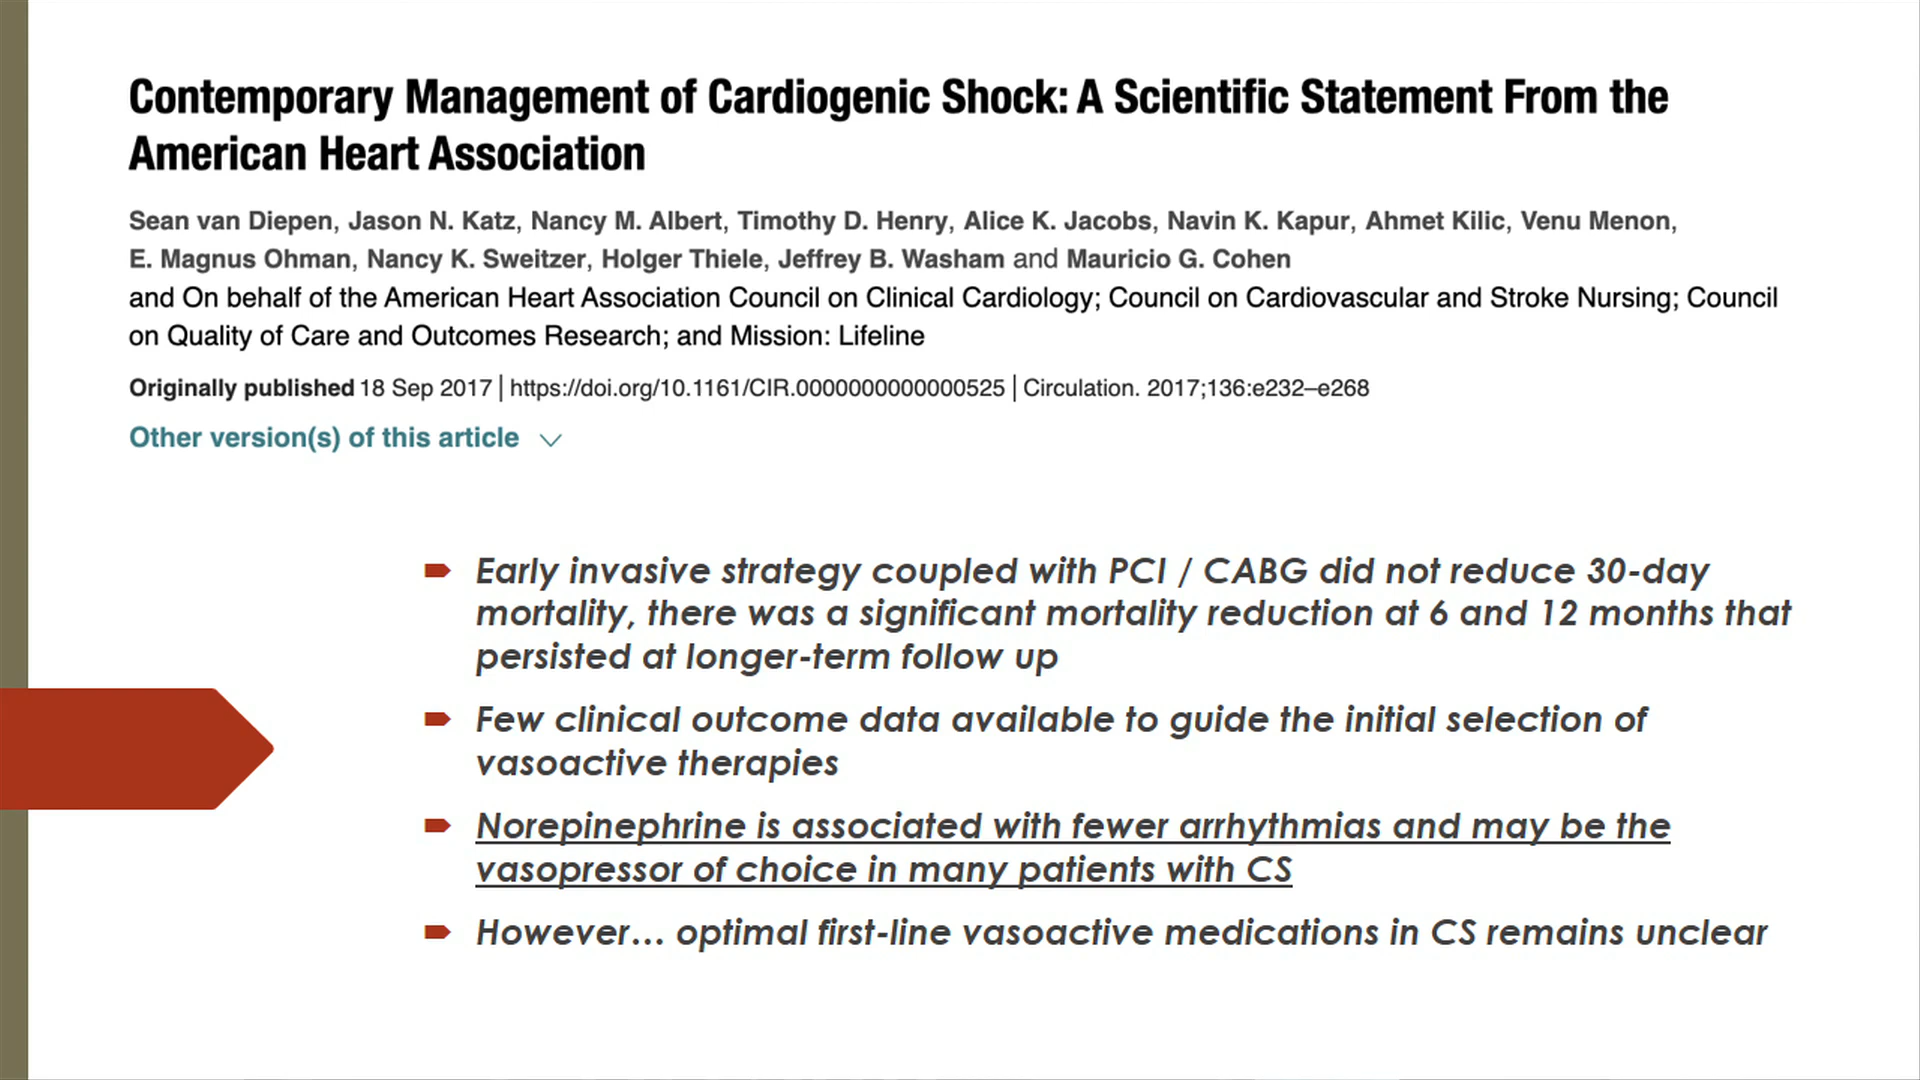 Contemporary Management of Cardiogenic Shock: A Scientific Statement From the
American Heart Association
Sean van Diepen, Jason N. Katz, Nancy M. Albert, Timothy D. Henry, Alice K. Jacobs, Navin K. Kapur, Ahmet Kilic, Venu Menon,
E. Magnus Ohman, Nancy K. Sweitzer, Holger Thiele, Jeffrey B. Washam and Mauricio G. Cohen
and On behalf of the American Heart Association Council on Clinical Cardiology; Council on Cardiovascular and Stroke Nursing; Council
on Quality of Care and Outcomes Research; and Mission: Lifeline
Originally published 18 Sep 2017 | https://doi.org/10.1161/CIR.0000000000000525 | Circulation. 2017;136:e232–e268
Other version(s) of this article
Early invasive strategy coupled with PCI / CABG did not reduce 30-day
mortality, there was a significant mortality reduction at 6 and 12 months that
persisted at longer-term follow up
Few clinical outcome data available to guide the initial selection of
vasoactive therapies
Norepinephrine is associated with fewer arrhythmias and may be the
vasopressor of choice in many patients with CS
However... optimal first-line vasoactive medications in CS remains unclear